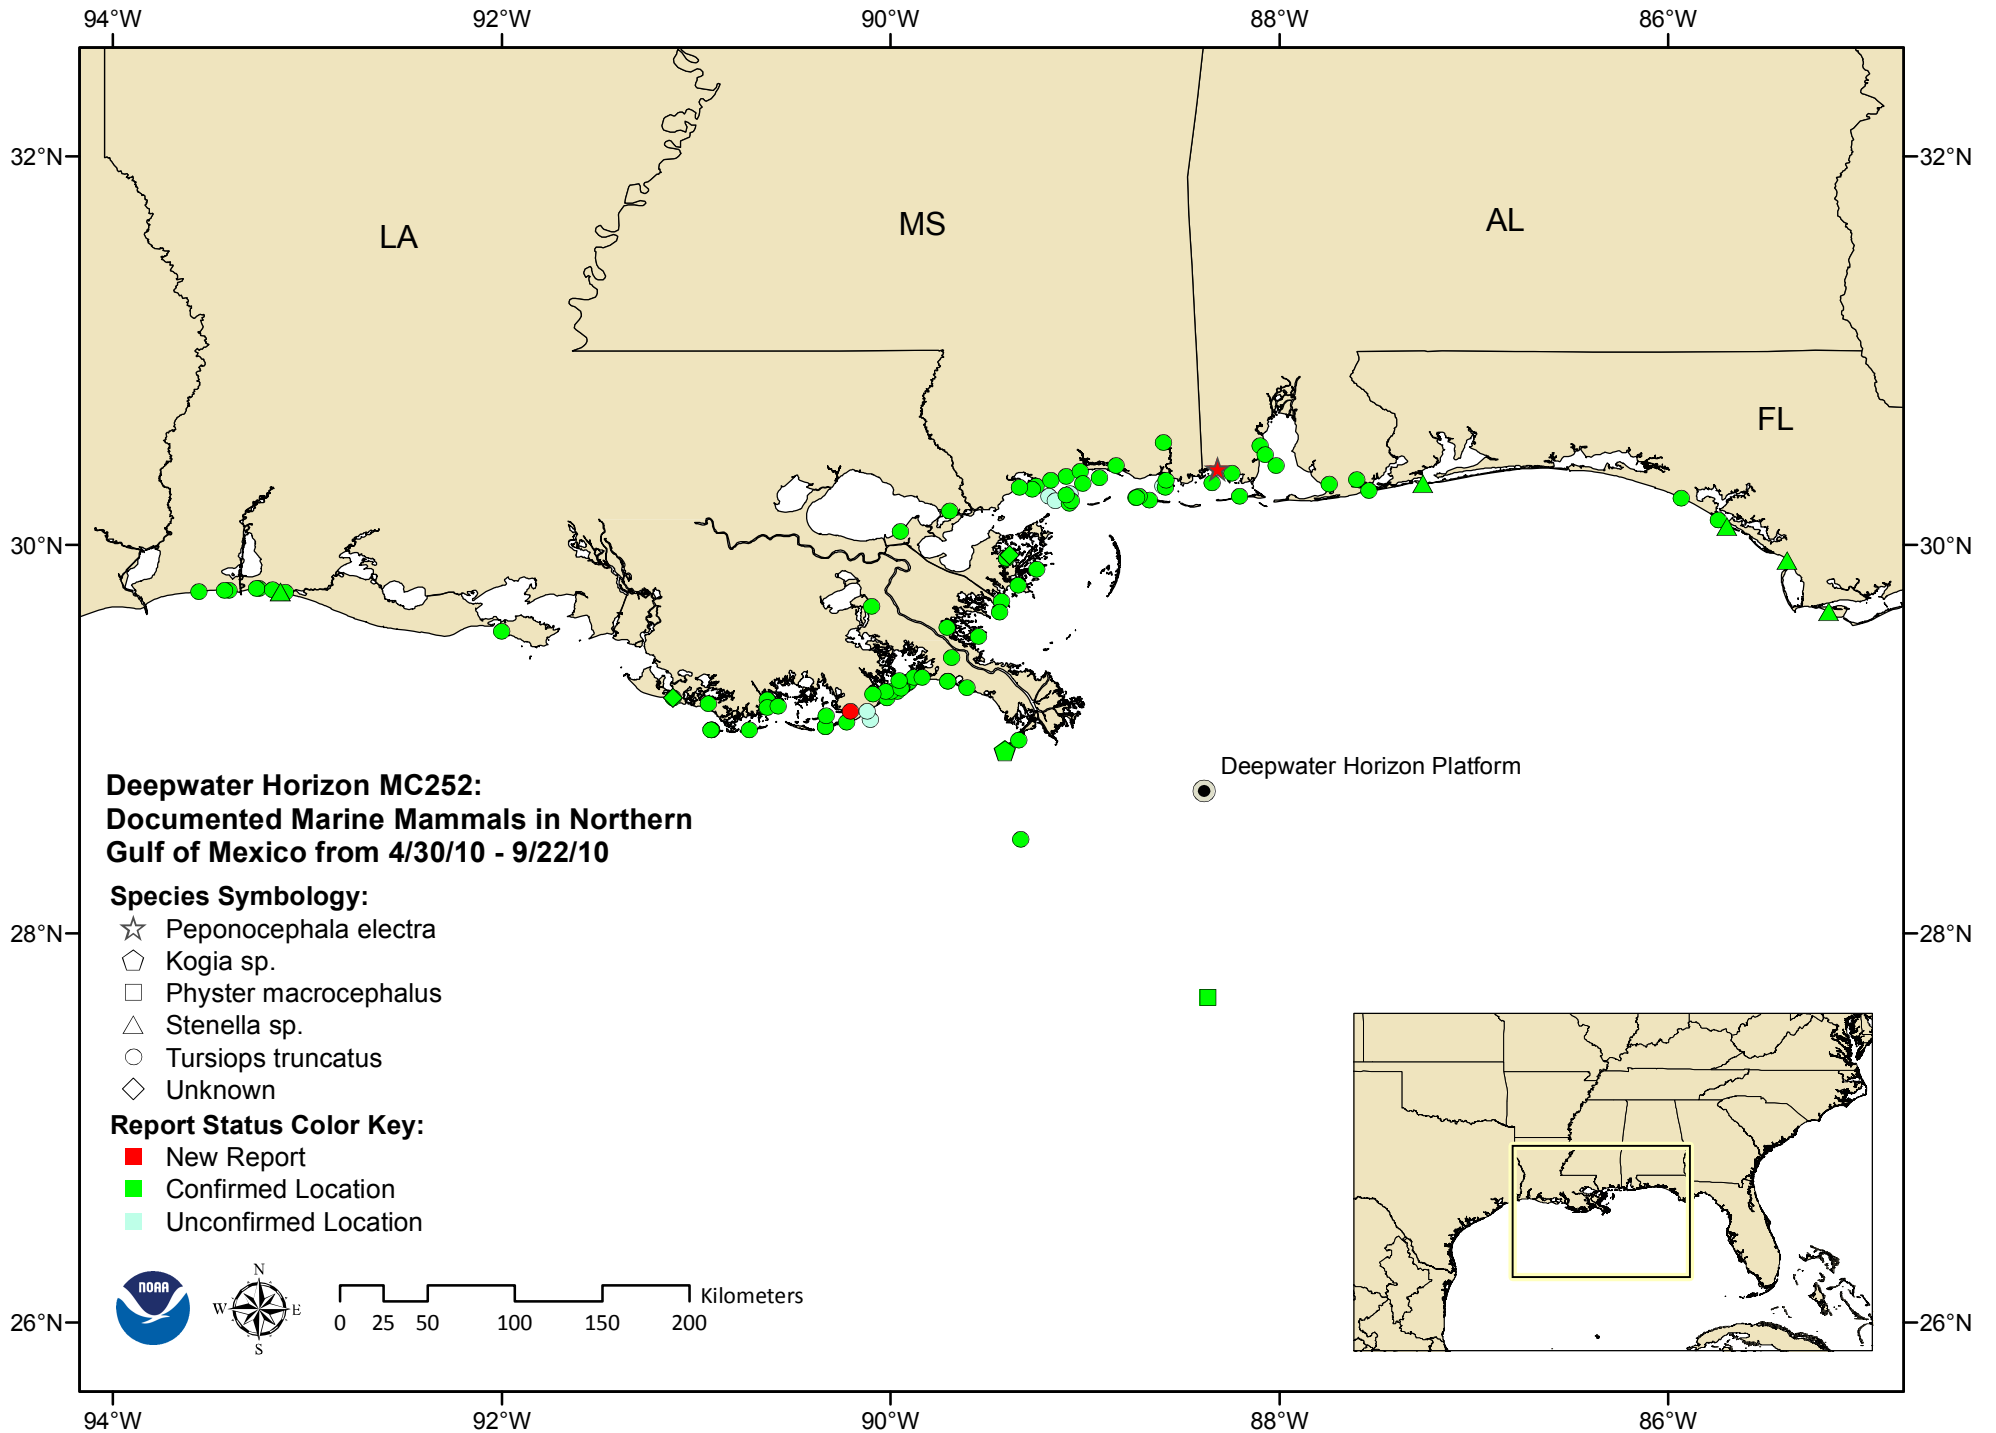 94°W 92°W 90°W 88°W 86°W
32°N 32°N
LA MS AL
FL
30°N 30°N
Deepwater Horizon Platform
Deepwater Horizon MC252:
Documented Marine Mammals in Northern
Gulf of Mexico from 4/30/10 - 9/22/10
Species Symbology:
Peponocephala electra
28°N 28°N
Kogia sp.
Physter macrocephalus
Stenella sp.
Tursiops truncatus
Unknown
Report Status Color Key:
New Report
Confirmed Location
Unconfirmed Location
NOAA
N
W E
S
Kilometers
0 25 50 100 150 200
26°N 26°N
94°W 92°W 90°W 88°W 86°W